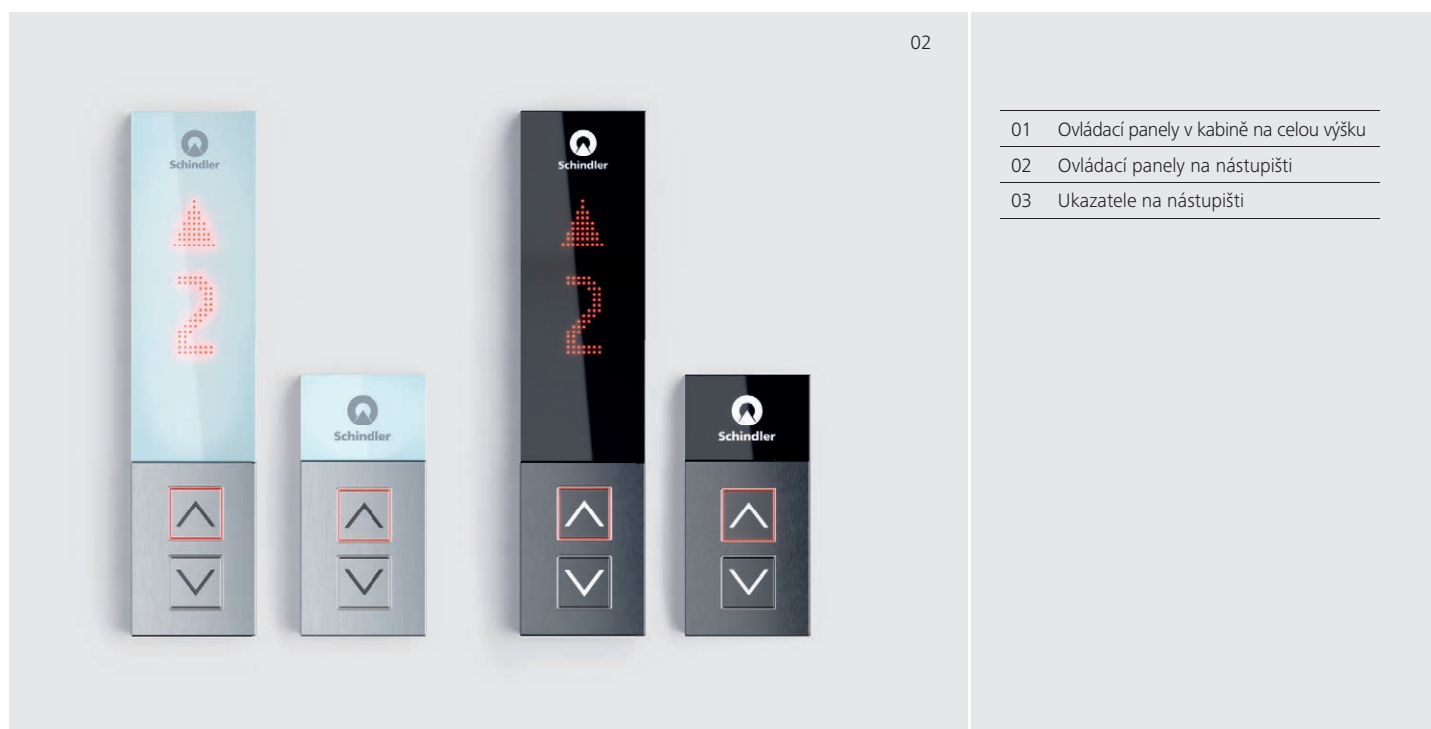 02
Schindler
2
Schindler
Schindler
2
Schindler
01 Ovládací panely v kabině na celou výšku
02 Ovládací panely na nástupišti
03 Ukazatele na nástupišti